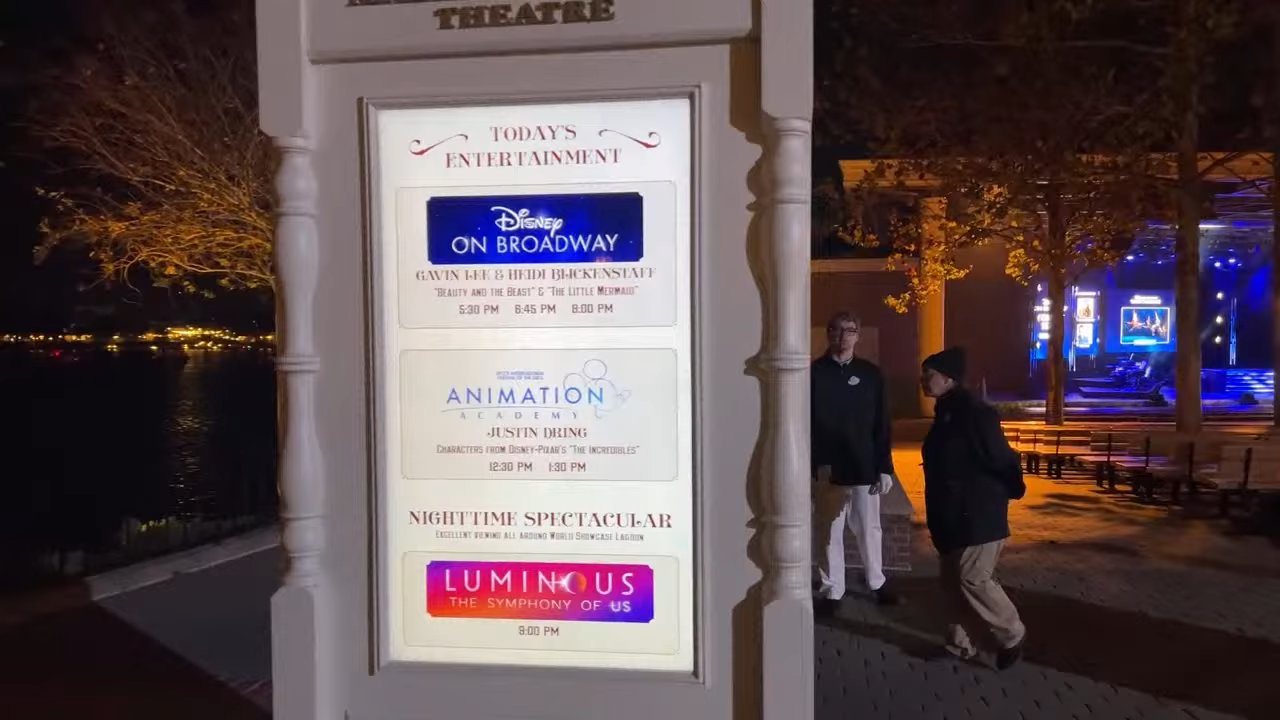 THEATRE
TODAY'S
ENTERTAINMENT
DISNEY
ON BROADWAY
GAVIN LEE & HEIDI BLICKENSTAFF
"BEAUTY AND THE BEAST" & "THE LITTLE MERMAID"
5:30 PM 6:45 PM 8:00 PM
ANIMATION
ACADEMY
JUSTIN DRING
CHARACTERS FROM DISNEY-PIXAR'S "THE INCREDIBLES"
12:30 PM 1:30 PM
NIGHTTIME SPECTACULAR
EXCELLENT VIEWING ALL AROUND WORLD SHOWCASE LAGOON
LUMINOUS
THE SYMPHONY OF US
9:00 PM